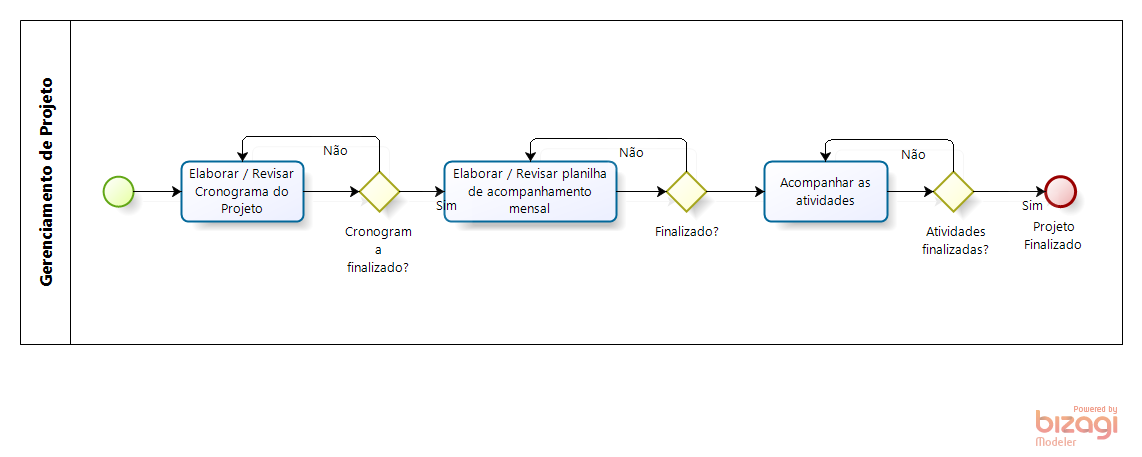 Gerenciamento de Projeto
Elaborar / Revisar
Cronograma do
Projeto
Não
Cronogram
a
finalizado?
Sim
Elaborar / Revisar planilha
de acompanhamento
mensal
Não
Finalizado?
Acompanhar as
atividades
Não
Atividades
finalizadas?
Sim
Projeto
Finalizado
Powered by
bizagi
Modeler